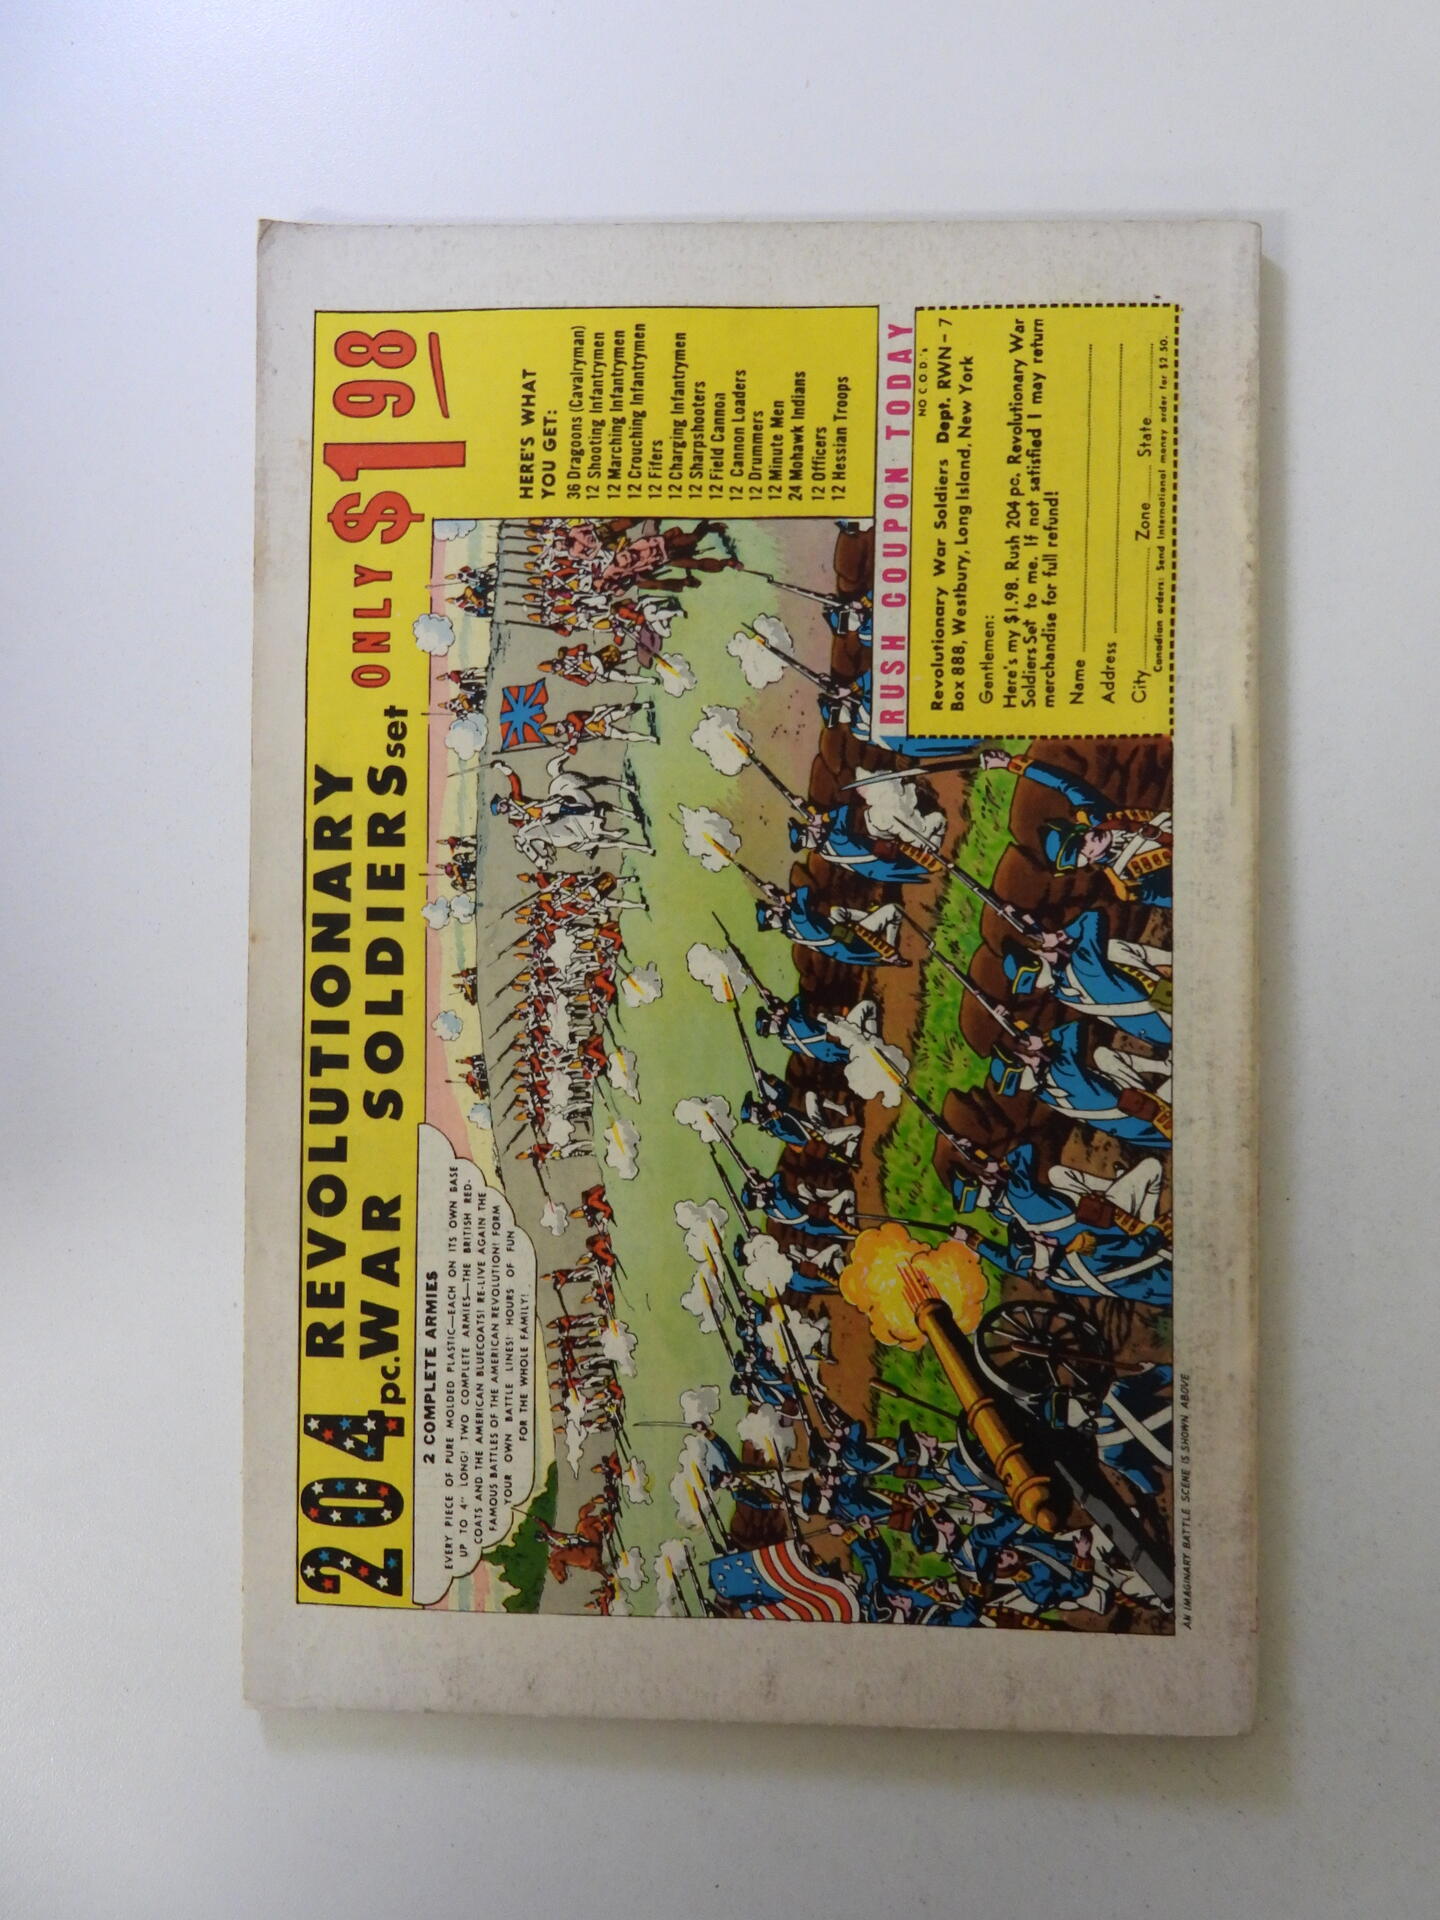 204 REVOLUTIONARY
pc. WAR SOLDIERS set ONLY $1.98
2 COMPLETE ARMIES
EVERY PIECE OF PURE MOLDED PLASTIC—EACH ON ITS OWN BASE
UP TO 4" LONG! TWO COMPLETE ARMIES—THE BRITISH RED-
COATS AND THE AMERICAN BLUECOATS! RE-LIVE AGAIN THE
FAMOUS BATTLES OF THE AMERICAN REVOLUTION! FORM
YOUR OWN BATTLE LINES! HOURS OF FUN
FOR THE WHOLE FAMILY!
HERE'S WHAT
YOU GET:
36 Dragoons (Cavalryman)
12 Shooting Infantrymen
12 Marching Infantrymen
12 Crouching Infantrymen
12 Fifers
12 Charging Infantrymen
12 Sharpshooters
12 Field Cannon
12 Cannon Loaders
12 Drummers
12 Minute Men
24 Mohawk Indians
12 Officers
12 Hessian Troops
RUSH COUPON TODAY
NO C.O.D.'s
Revolutionary War Soldiers Dept. RWN-7
Box 888, Westbury, Long Island, New York
Gentlemen:
Here's my $1.98. Rush 204 pc. Revolutionary War
Soldiers Set to me. If not satisfied I may return
merchandise for full refund!
Name
Address
City Zone State
Canadian orders: Send International money order for $2.50.
AN IMAGINARY BATTLE SCENE IS SHOWN ABOVE